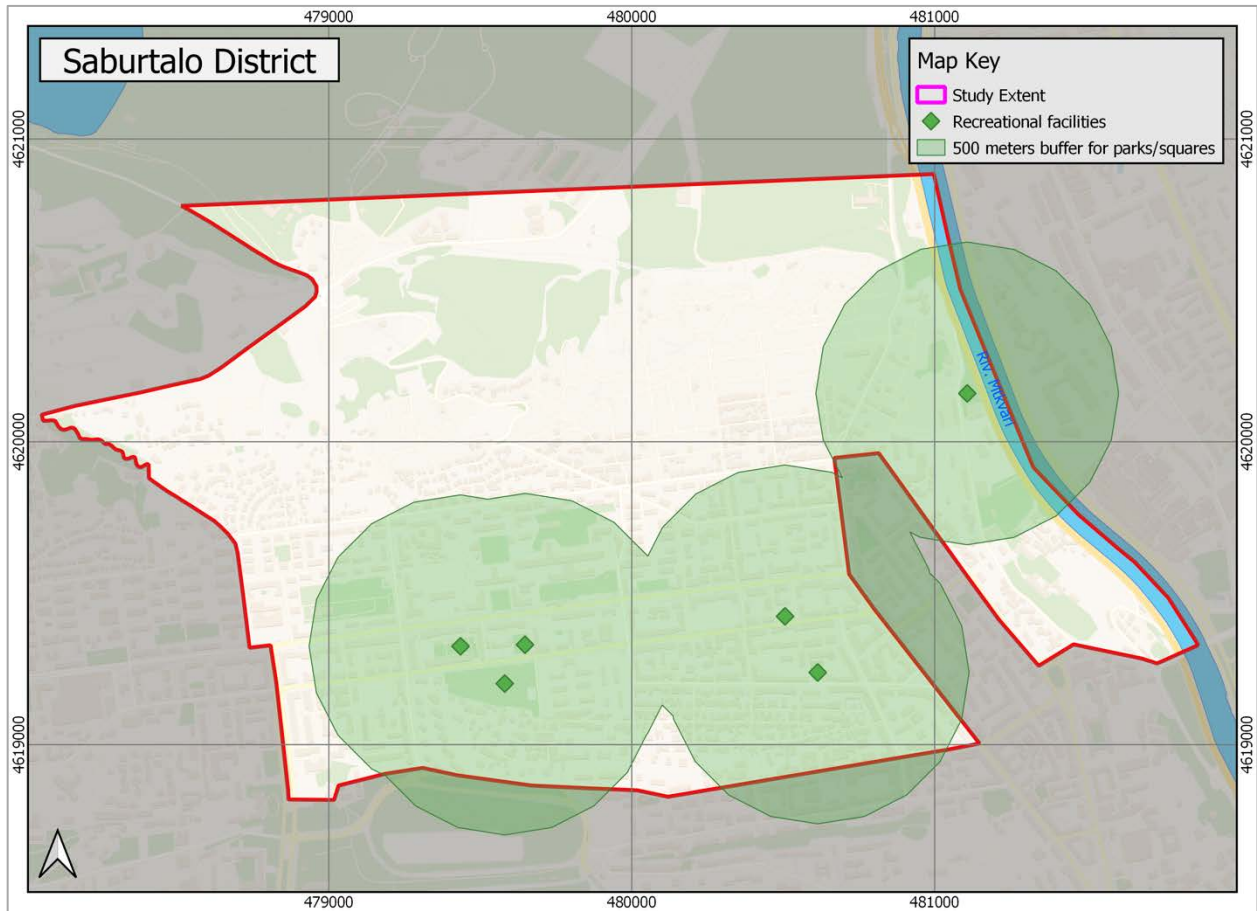 479000
480000
481000
Saburtalo District
Map Key
Study Extent
Recreational facilities
500 meters buffer for parks/squares
4621000
4621000
Riv. Mtkvari
4620000
4620000
4619000
4619000
479000
480000
481000